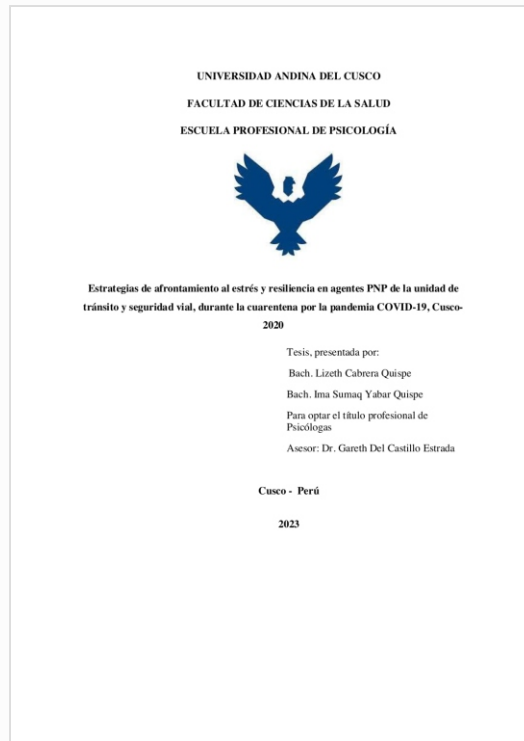 UNIVERSIDAD ANDINA DEL CUSCO
FACULTAD DE CIENCIAS DE LA SALUD
ESCUELA PROFESIONAL DE PSICOLOGÍA
Estrategias de afrontamiento al estrés y resiliencia en agentes PNP de la unidad de
tránsito y seguridad vial, durante la cuarentena por la pandemia COVID-19, Cusco-
2020
Tesis, presentada por:
Bach. Lizeth Cabrera Quispe
Bach. Ima Sumaq Yabar Quispe
Para optar el título profesional de
Psicólogas
Asesor: Dr. Gareth Del Castillo Estrada
Cusco - Perú
2023